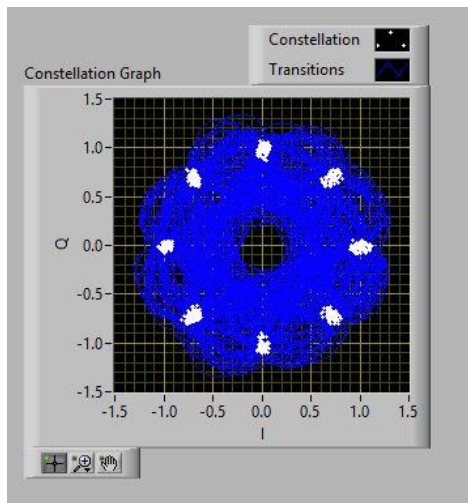 Constellation
Transitions
Constellation Graph
1.5-
1.0-
0.5-
0.0-
-0.5-
-1.0-
-1.5-
Q
-1.5 -1.0 -0.5 0.0 0.5 1.0 1.5
I